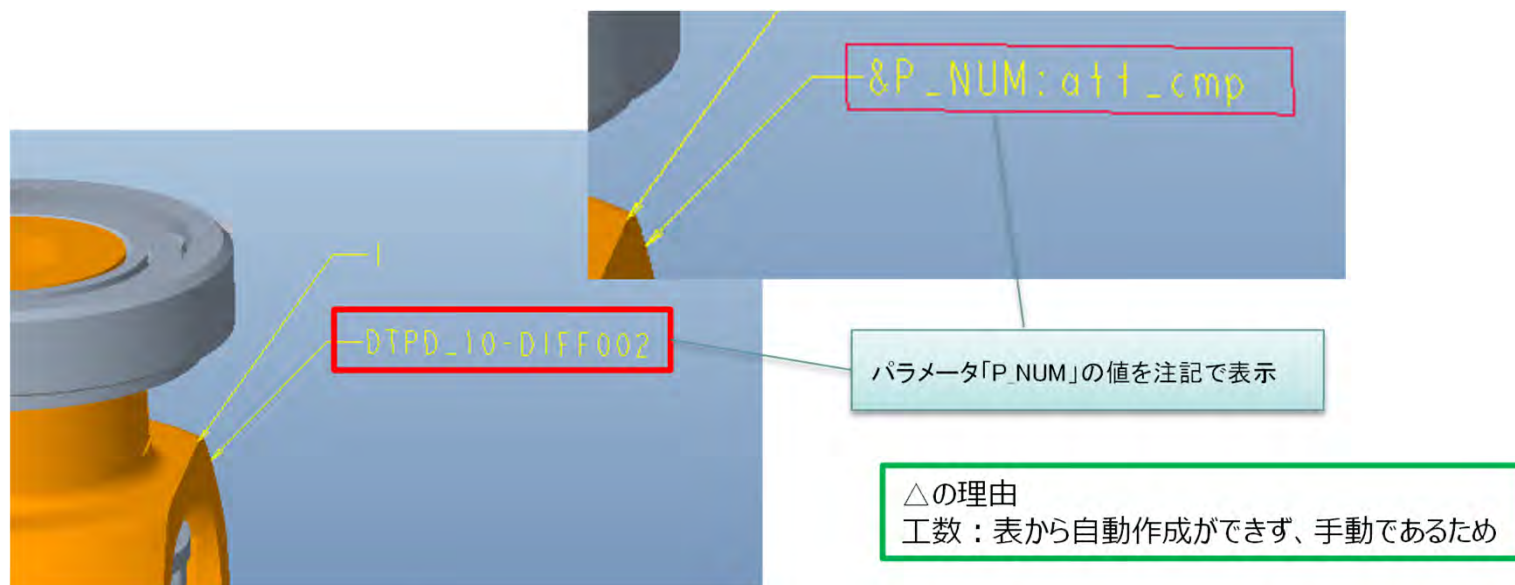 &P_NUM:att_cmp
1
DTPD_10-DIFF002
パラメータ「P_NUM」の値を注記で表示
△の理由
工数：表から自動作成ができず、手動であるため